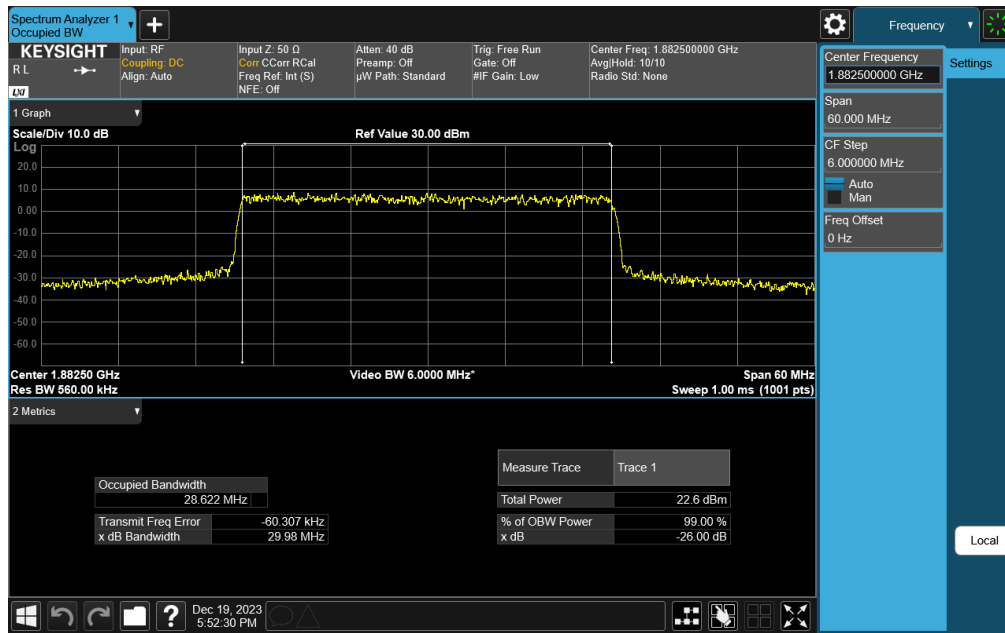 Spectrum Analyzer 1
Occupied BW
Frequency
KEYSIGHT
R L
LXI
Input: RF
Coupling: DC
Align: Auto
Input Z: 50 Ω
Corr CCorr RCal
Freq Ref: Int (S)
NFE: Off
Atten: 40 dB
Preamp: Off
µW Path: Standard
Trig: Free Run
Gate: Off
#IF Gain: Low
Center Freq: 1.882500000 GHz
Avg|Hold: 10/10
Radio Std: None
Center Frequency
1.882500000 GHz
Settings
Span
60.000 MHz
CF Step
6.000000 MHz
Auto
Man
Freq Offset
0 Hz
Local
1 Graph
Scale/Div 10.0 dB
Ref Value 30.00 dBm
Log
20.0
10.0
0.00
-10.0
-20.0
-30.0
-40.0
-50.0
-60.0
Center 1.88250 GHz
Video BW 6.0000 MHz*
Span 60 MHz
Res BW 560.00 kHz
Sweep 1.00 ms (1001 pts)
2 Metrics
Occupied Bandwidth
28.622 MHz
Transmit Freq Error -60.307 kHz
x dB Bandwidth 29.98 MHz
Measure Trace Trace 1
Total Power 22.6 dBm
% of OBW Power 99.00 %
x dB -26.00 dB
?
Dec 19, 2023
5:52:30 PM